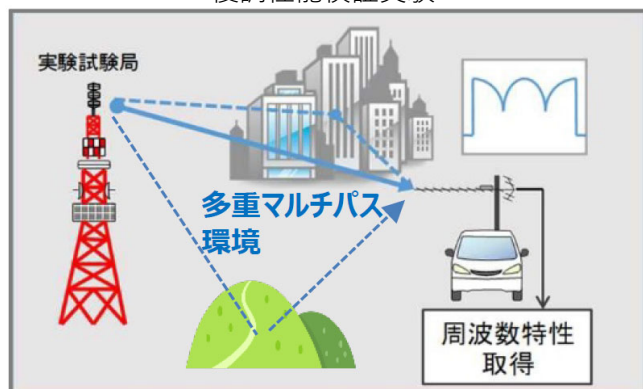 実験試験局
多重マルチパス
環境
周波数特性
取得